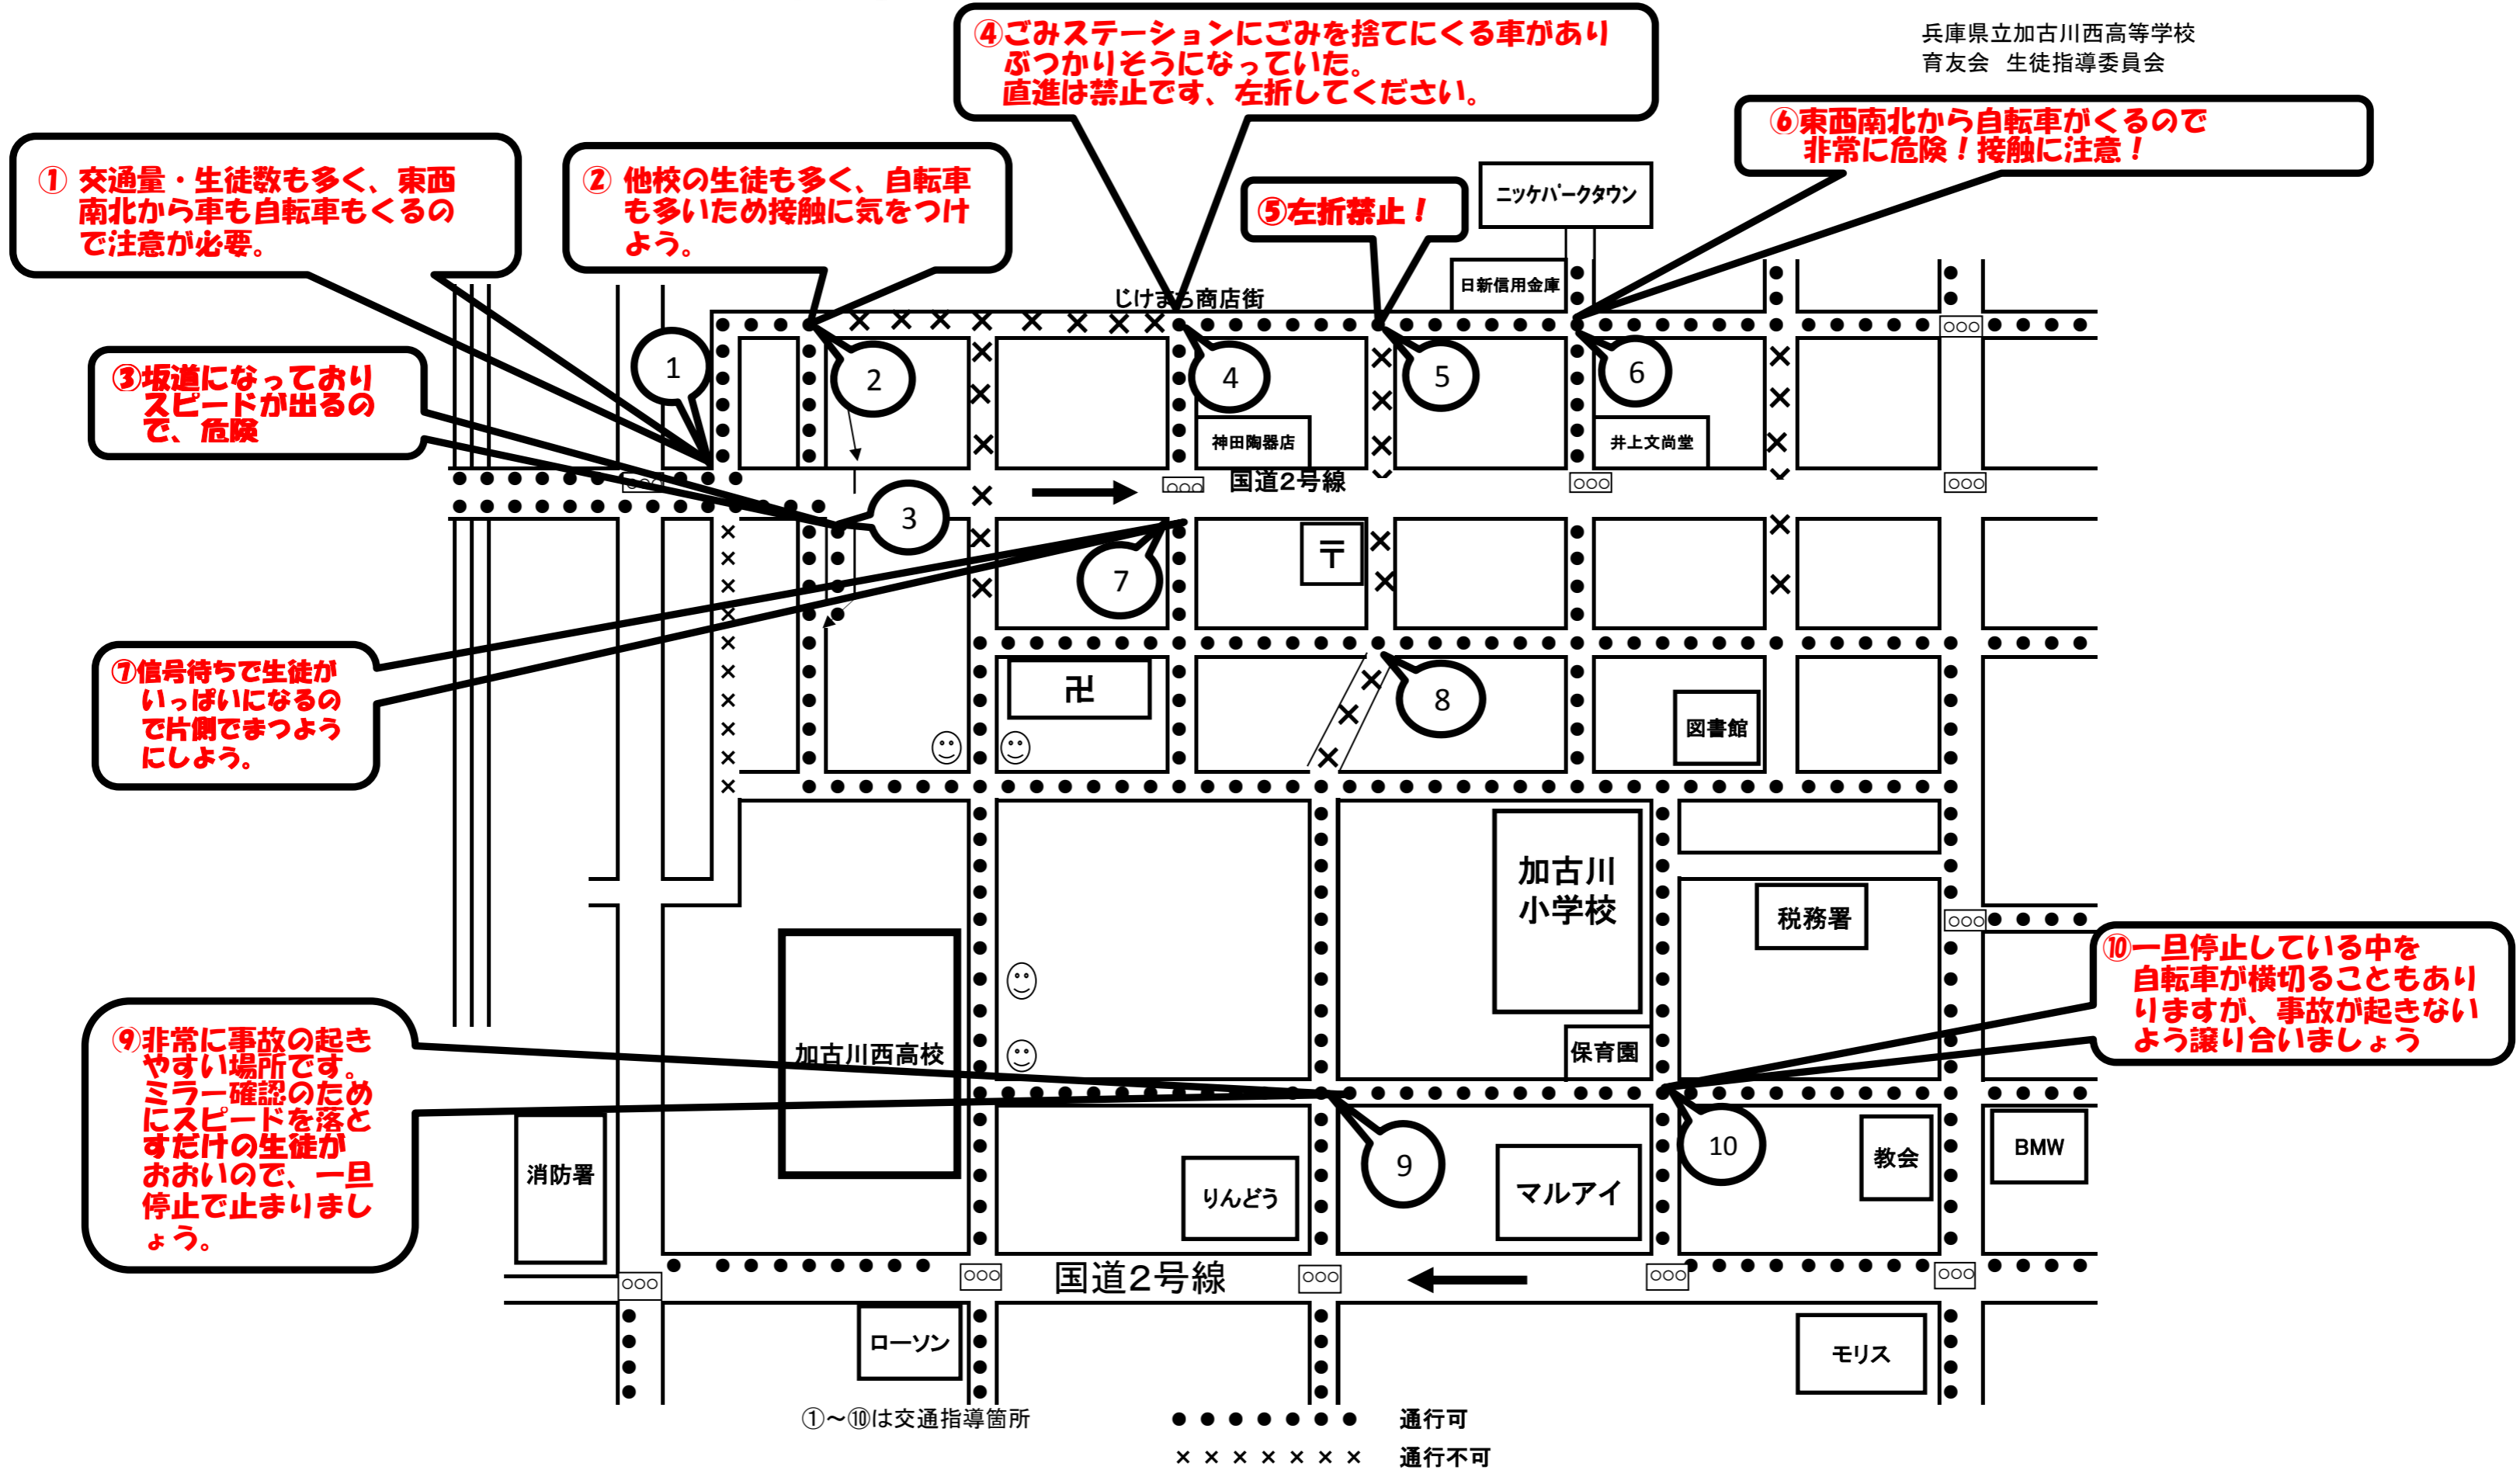 兵庫県立加古川西高等学校
育友会 生徒指導委員会
④ごみステーションにごみを捨てにくる車があり
ぶつかりそうになっていた。
直進は禁止です、左折してください。
⑥東西南北から自転車がくるので
非常に危険！接触に注意！
① 交通量・生徒数も多く、東西
南北から車も自転車もくるの
で注意が必要。
② 他校の生徒も多く、自転車
も多いため接触に気をつけ
よう。
⑤左折禁止！
ニッケパークタウン
日新信用金庫
じけまち商店街
③坂道になっており
スピードが出るの
で、危険
1
2
4
5
6
神田陶器店
井上文尚堂
国道2号線
3
7
〒
⑦信号待ちで生徒が
いっぱいになるの
で片側でまつよう
にしよう。
卍
8
図書館
加古川
小学校
税務署
⑩一旦停止している中を
自転車が横切ることもあり
りますが、事故が起きない
よう譲り合いましょう
⑨非常に事故の起き
やすい場所です。
ミラー確認のため
にスピードを落と
すだけの生徒が
おおいので、一旦
停止で止まりまし
ょう。
加古川西高校
保育園
消防署
りんどう
9
マルアイ
10
教会
BMW
国道2号線
ローソン
モリス
①～⑩は交通指導箇所
● ● ● ● ● ● ● 通行可
× × × × × × × 通行不可